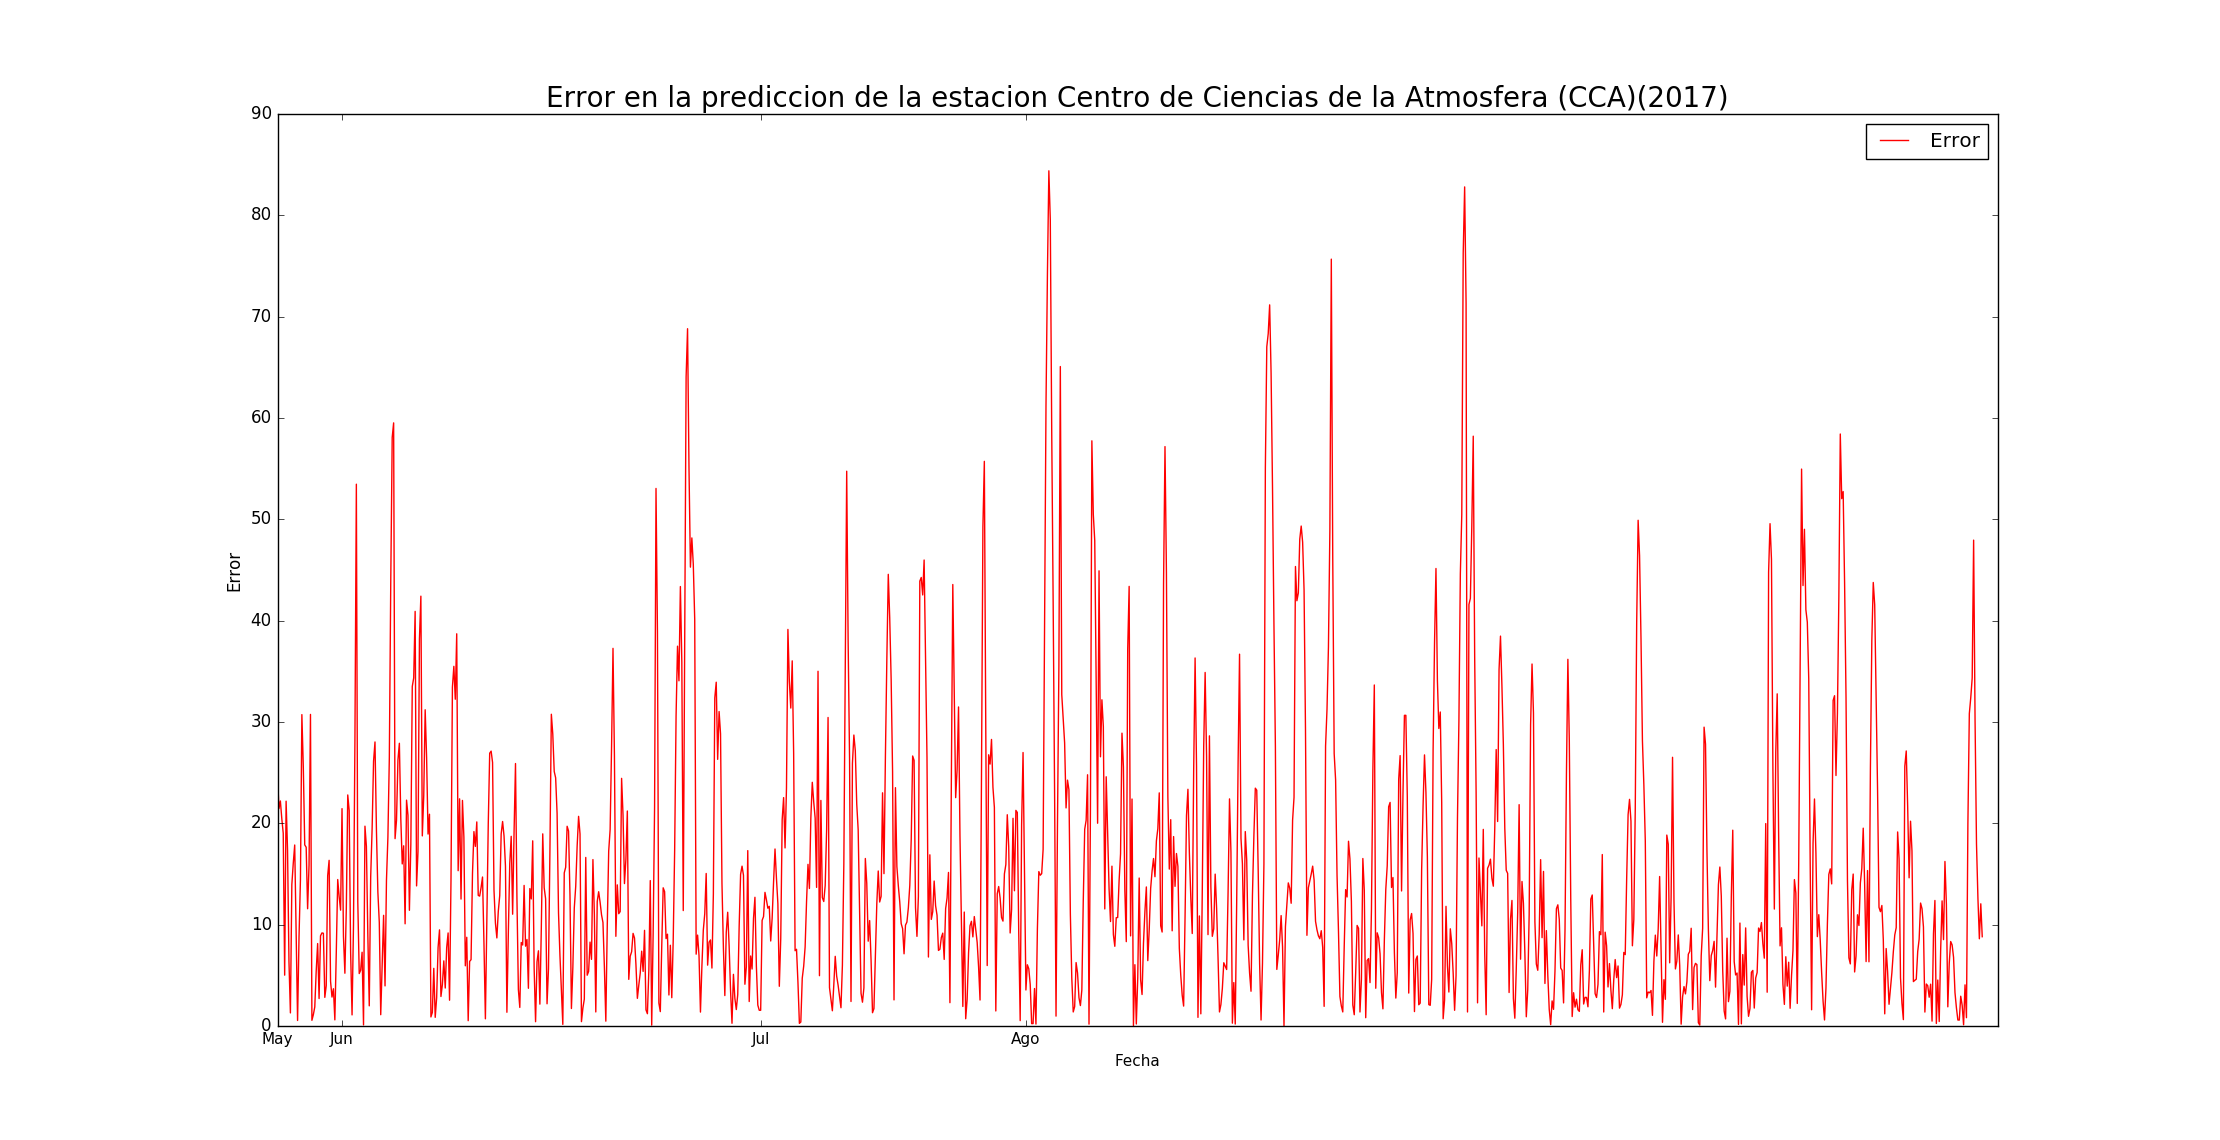 Error en la prediccion de la estacion Centro de Ciencias de la Atmosfera (CCA)(2017)
Error
90
80
70
60
50
40
30
20
10
0
Error
May Jun Jul Ago
Fecha